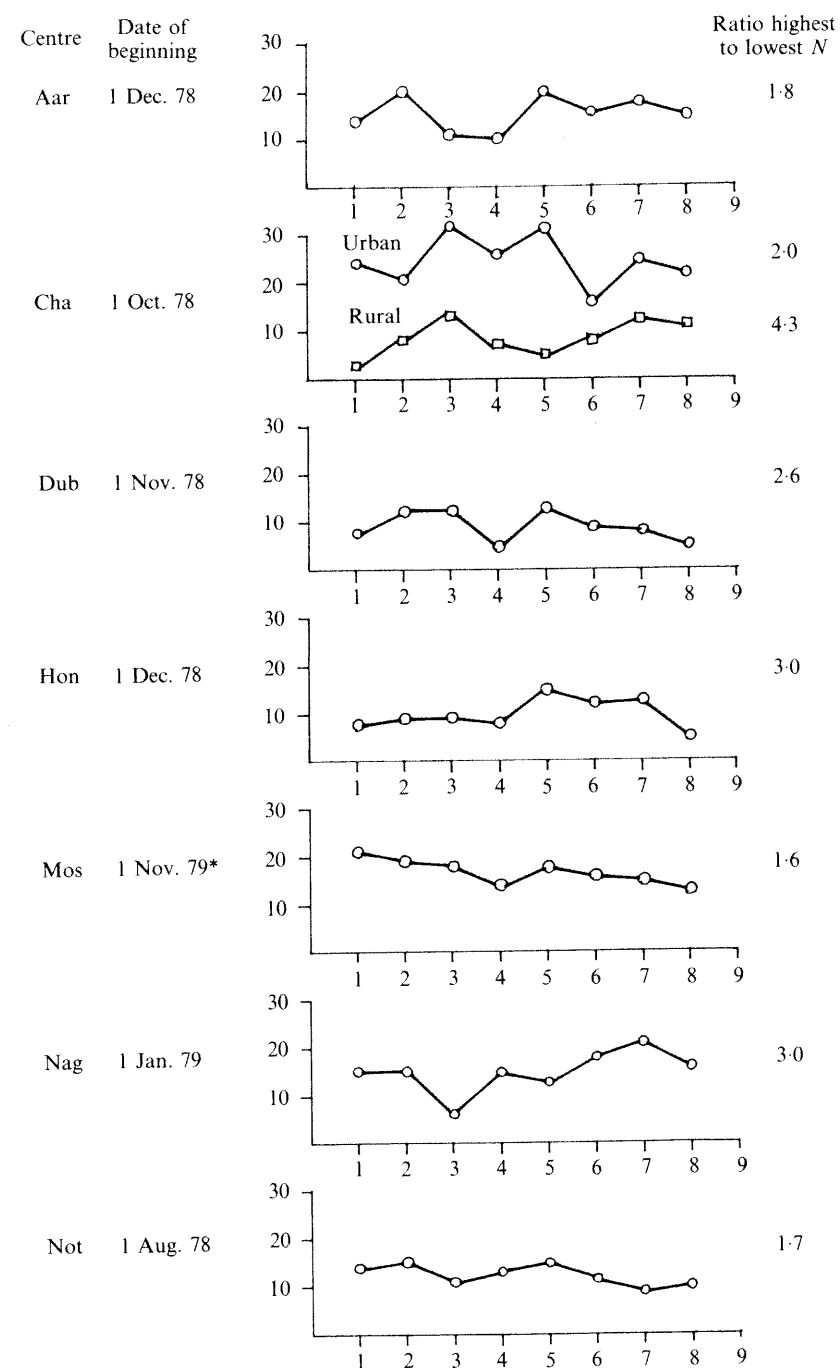 Centre Date of beginning Ratio highest to lowest N
30
Aar 1 Dec. 78 20 1·8
10
1 2 3 4 5 6 7 8 9
30 Urban 2·0
20
Cha 1 Oct. 78
Rural 4·3
10
1 2 3 4 5 6 7 8 9
30
Dub 1 Nov. 78 20 2·6
10
1 2 3 4 5 6 7 8 9
30
Hon 1 Dec. 78 20 3·0
10
1 2 3 4 5 6 7 8 9
30
Mos 1 Nov. 79* 20 1·6
10
1 2 3 4 5 6 7 8 9
30
Nag 1 Jan. 79 20 3·0
10
1 2 3 4 5 6 7 8 9
30
Not 1 Aug. 78 20 1·7
10
1 2 3 4 5 6 7 8 9